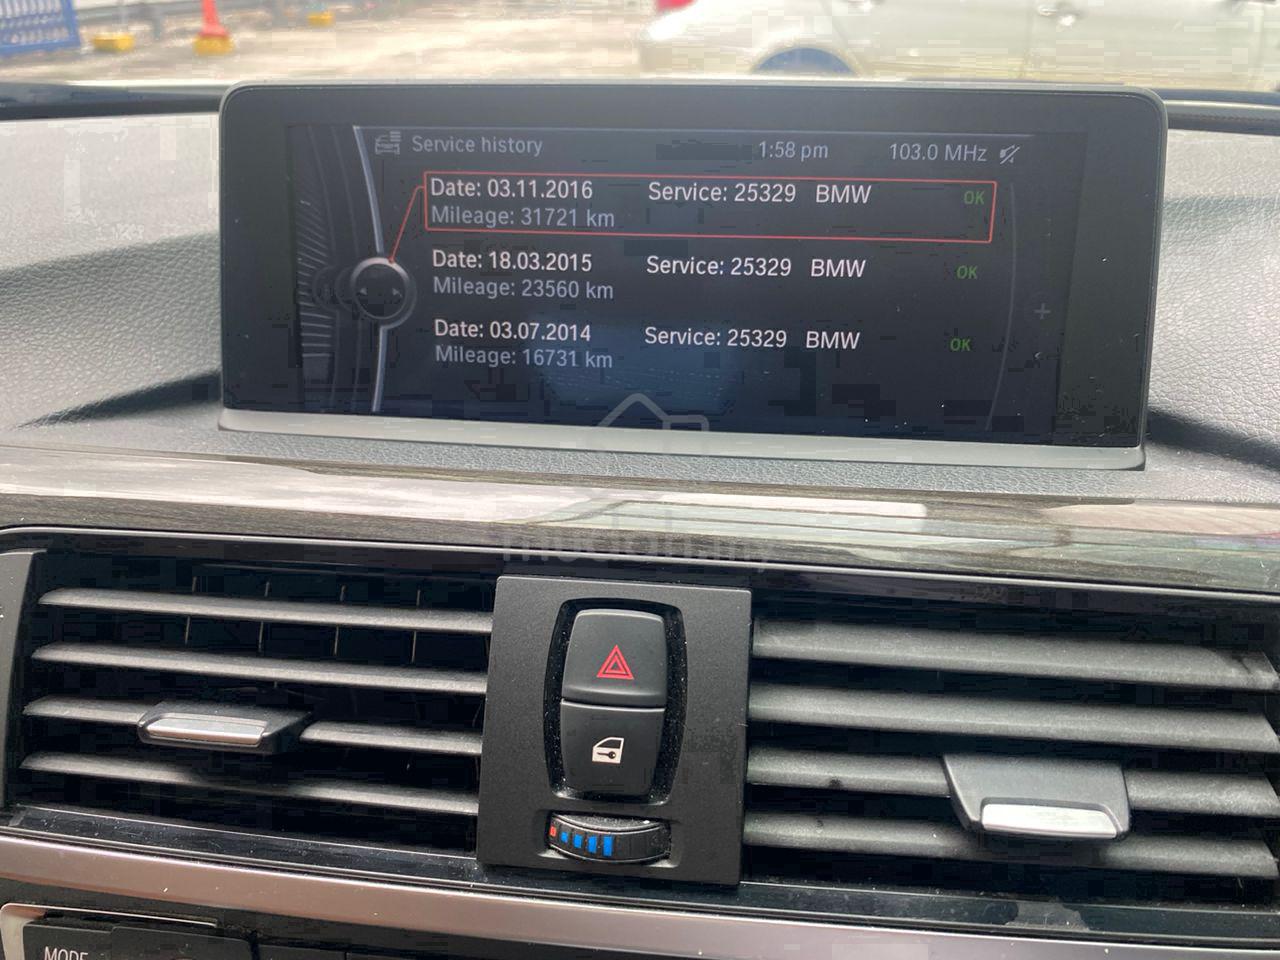 Service history 1:58 pm 103.0 MHz
Date: 03.11.2016 Service: 25329 BMW OK
Mileage: 31721 km
Date: 18.03.2015 Service: 25329 BMW OK
Mileage: 23560 km
Date: 03.07.2014 Service: 25329 BMW OK
Mileage: 16731 km
mudah.my
MODE